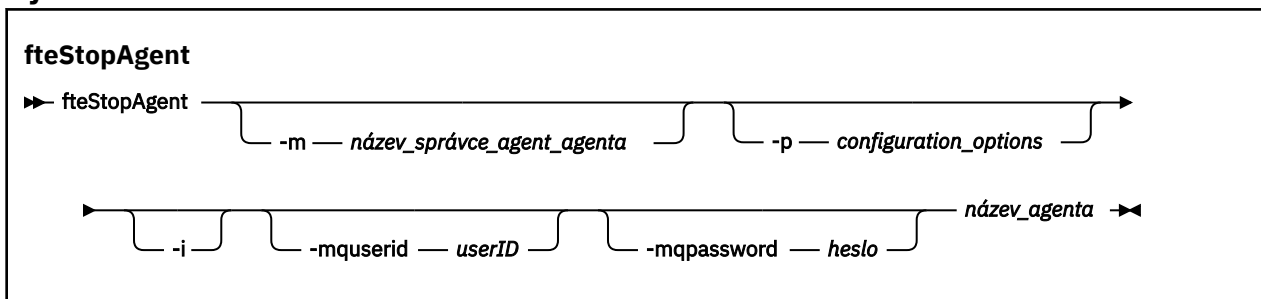 fteStopAgent
fteStopAgent
-m název_správce_agent_agenta -p configuration_options
název_agenta
-i -mquserid userID -mqpassword heslo